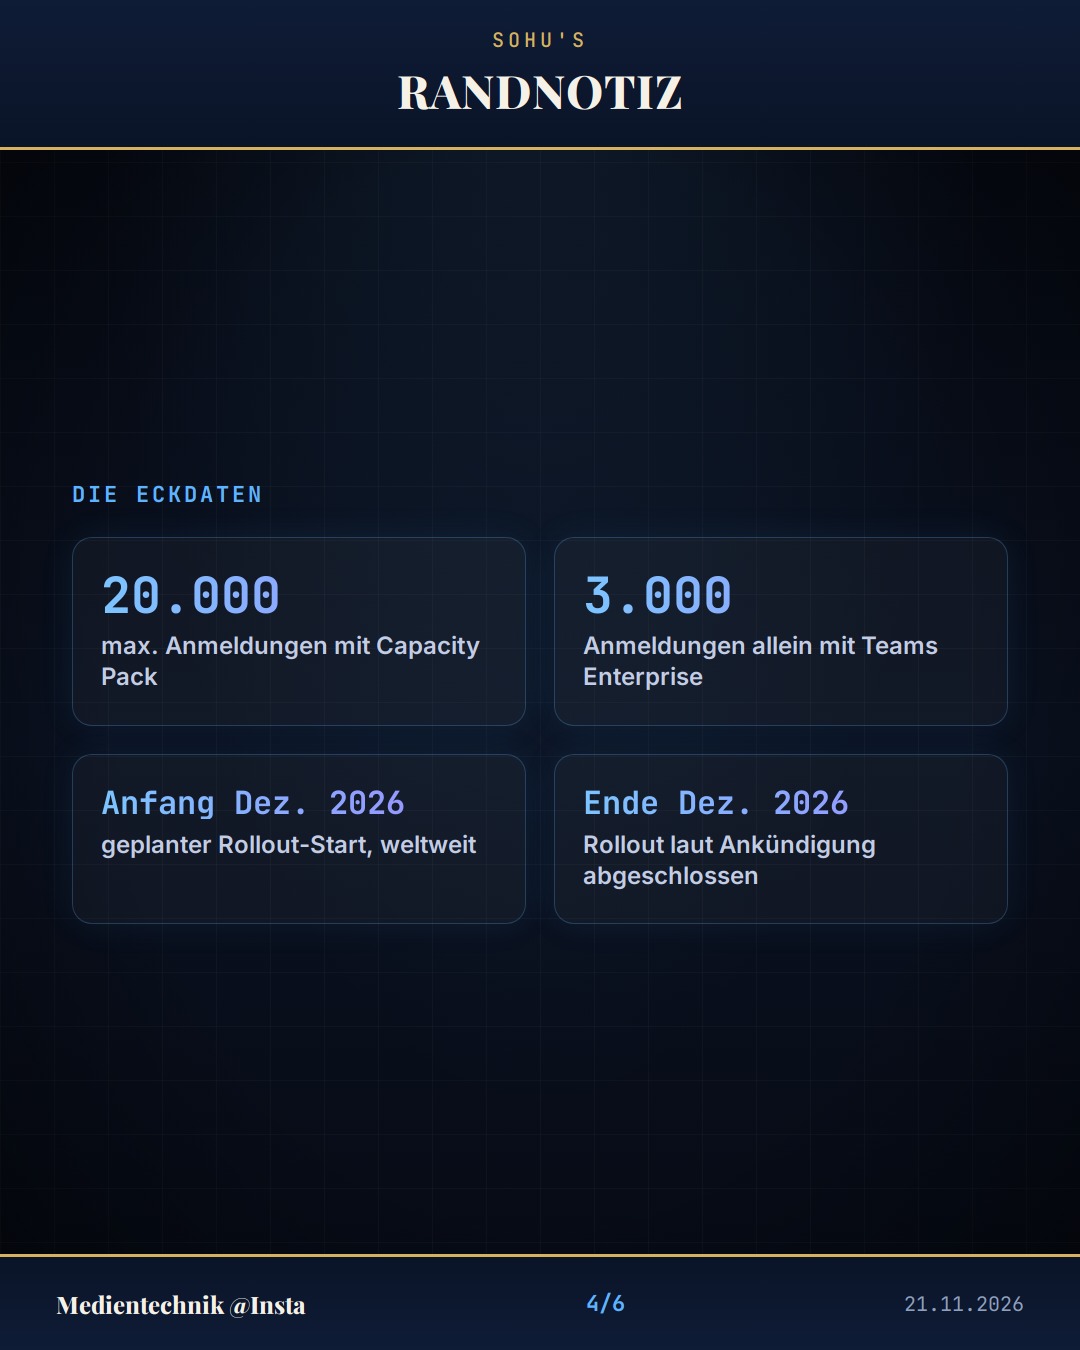 SOHU'S
RANDNOTIZ
DIE ECKDATEN
20.000
max. Anmeldungen mit Capacity
Pack
3.000
Anmeldungen allein mit Teams
Enterprise
Anfang Dez. 2026
geplanter Rollout-Start, weltweit
Ende Dez. 2026
Rollout laut Ankündigung
abgeschlossen
Medientechnik @Insta
4/6
21.11.2026